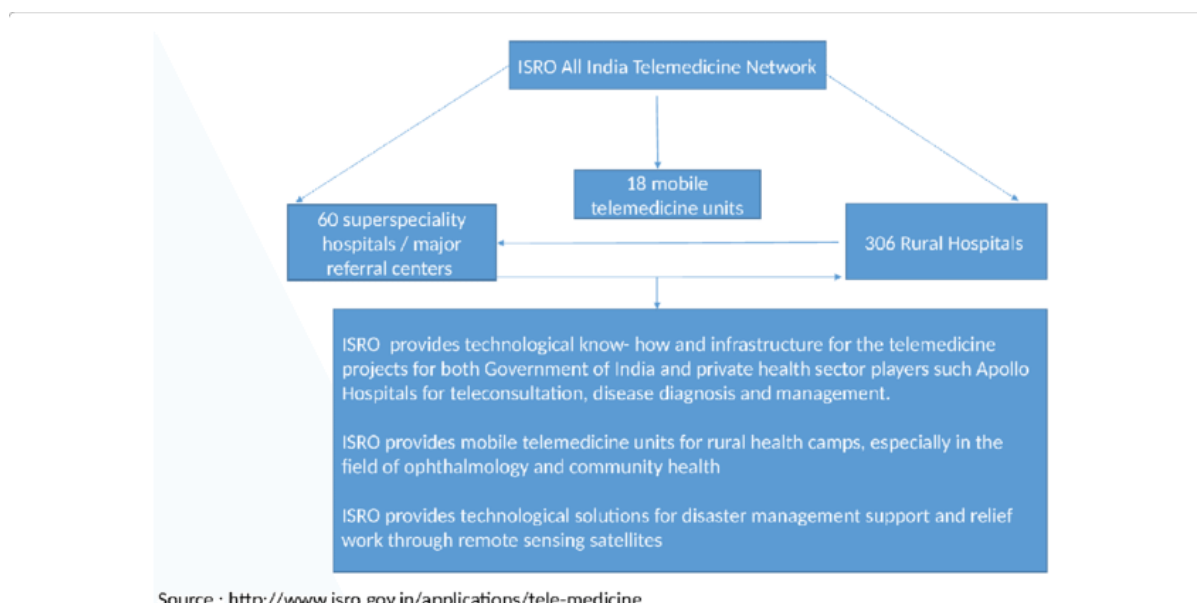 ISRO All India Telemedicine Network
18 mobile
telemedicine units
60 superspeciality
hospitals / major
referral centers
306 Rural Hospitals
ISRO  provides technological know- how and infrastructure for the telemedicine
projects for both Government of India and private health sector players such Apollo
Hospitals for teleconsultation, disease diagnosis and management.
ISRO provides mobile telemedicine units for rural health camps, especially in the
field of ophthalmology and community health
ISRO provides technological solutions for disaster management support and relief
work through remote sensing satellites
Source : http://www.isro.gov.in/applications/tele-medicine